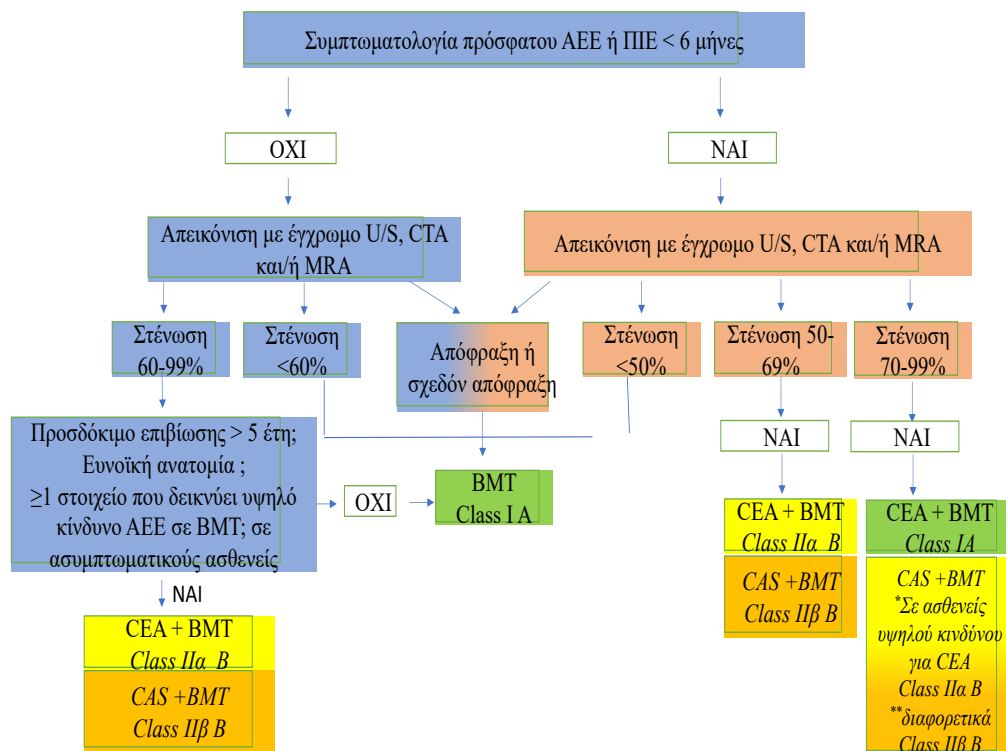 Συμπτωματολογία πρόσφατου ΑΕΕ ή ΠΙΕ < 6 μήνες
ΟΧΙ
ΝΑΙ
Απεικόνιση με έγχρωμο U/S, CTA
και/ή MRA
Απεικόνιση με έγχρωμο U/S, CTA
και/ή MRA
Στένωση
60-99%
Στένωση
<60%
Απόφραξη ή
σχεδόν απόφραξη
Στένωση
<50%
Στένωση 50-
69%
Στένωση
70-99%
Προσδόκιμο επιβίωσης > 5 έτη;
Ευνοϊκή ανατομία ;
≥1 στοιχείο που δεικνύει υψηλό
κίνδυνο ΑΕΕ σε BMT; σε
ασυμπτωματικούς ασθενείς
ΟΧΙ
BMT
Class I A
ΝΑΙ
ΝΑΙ
CEA + BMT
Class IIα B
CAS +BMT
Class IIβ B
CEA + BMT
Class IA
CAS +BMT
*Σε ασθενείς
υψηλού κινδύνου
για CEA
Class IIα B
**διαφορετικά
Class IIβ B
ΝΑΙ
CEA + BMT
Class IIα B
CAS +BMT
Class IIβ B